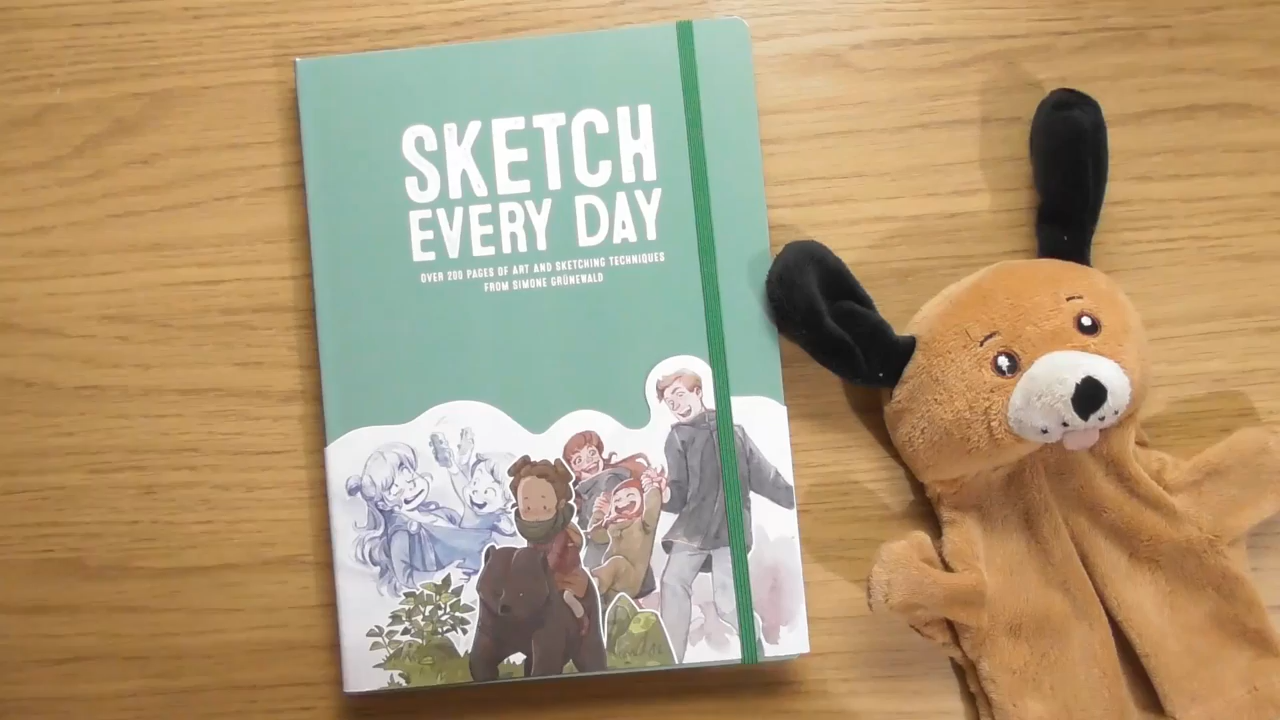 SKETCH
EVERY DAY
OVER 200 PAGES OF ART AND SKETCHING TECHNIQUES
FROM SIMONE GRÜNEWALD